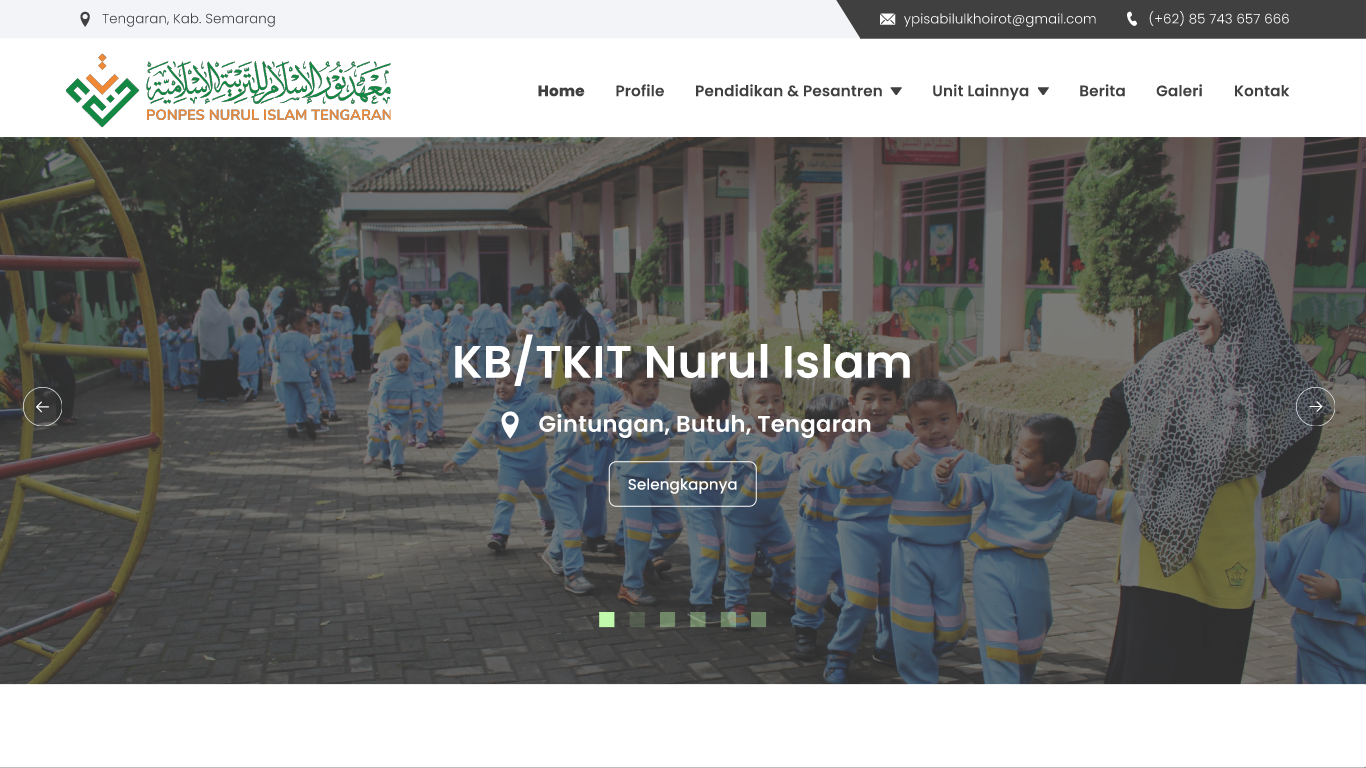 Tengaran, Kab. Semarang
ypisabilulkhoirot@gmail.com
(+62) 85 743 657 666
معهد نور الإسلام للتربية الإسلامية
PONPES NURUL ISLAM TENGARAN
Home
Profile
Pendidikan & Pesantren
Unit Lainnya
Berita
Galeri
Kontak
KB/TKIT Nurul Islam
Gintungan, Butuh, Tengaran
Selengkapnya